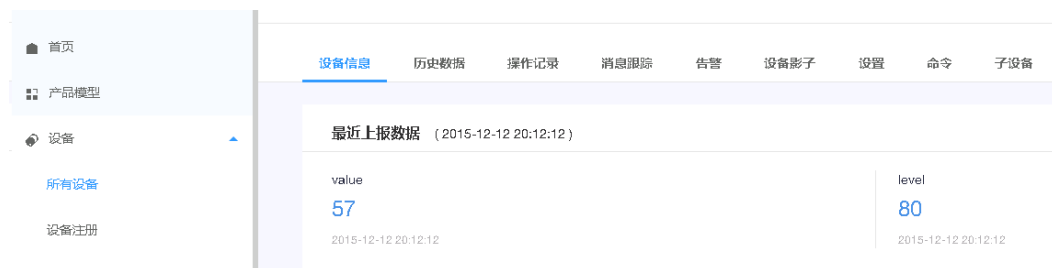 首页
产品模型
设备
所有设备
设备注册
设备信息 历史数据 操作记录 消息跟踪 告警 设备影子 设置 命令 子设备
最近上报数据 (2015-12-12 20:12:12)
value
57
2015-12-12 20:12:12
level
80
2015-12-12 20:12:12